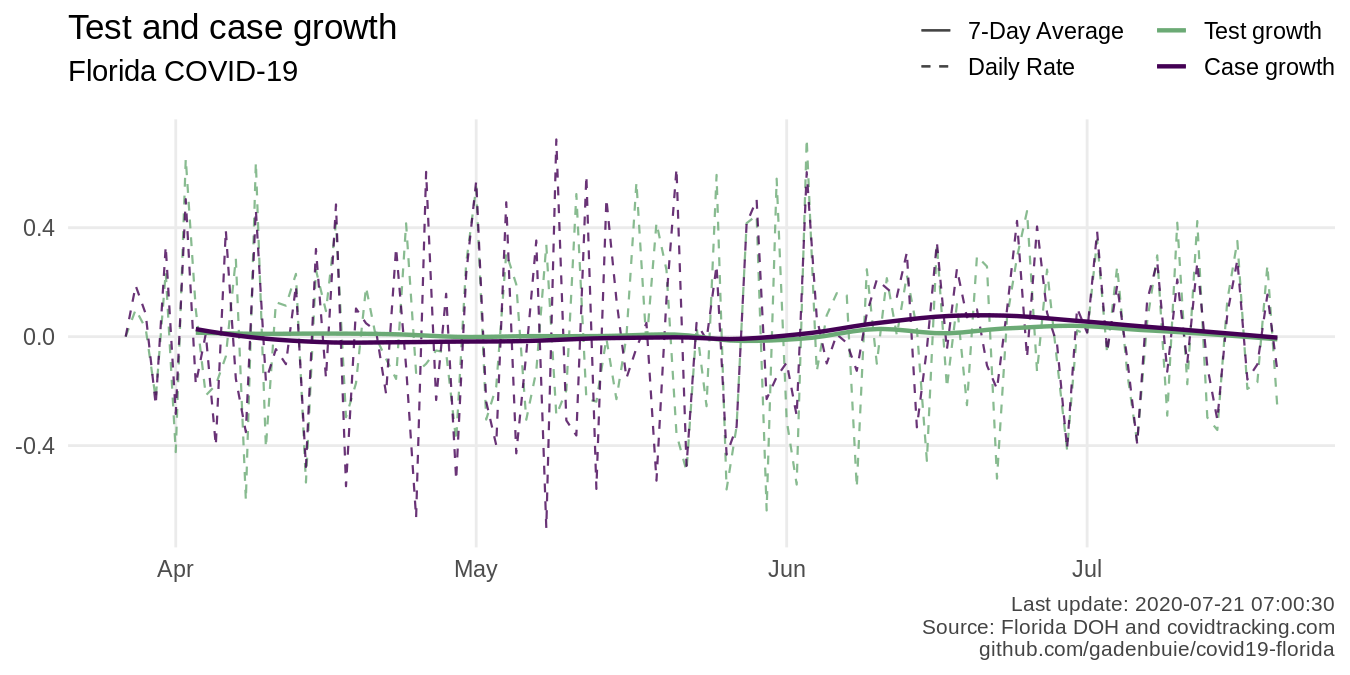 Test and case growth
Florida COVID-19
7-Day Average
Test growth
Daily Rate
Case growth
0.4
0.0
-0.4
Apr
May
Jun
Jul
Last update: 2020-07-21 07:00:30
Source: Florida DOH and covidtracking.com
github.com/gadenbuie/covid19-florida